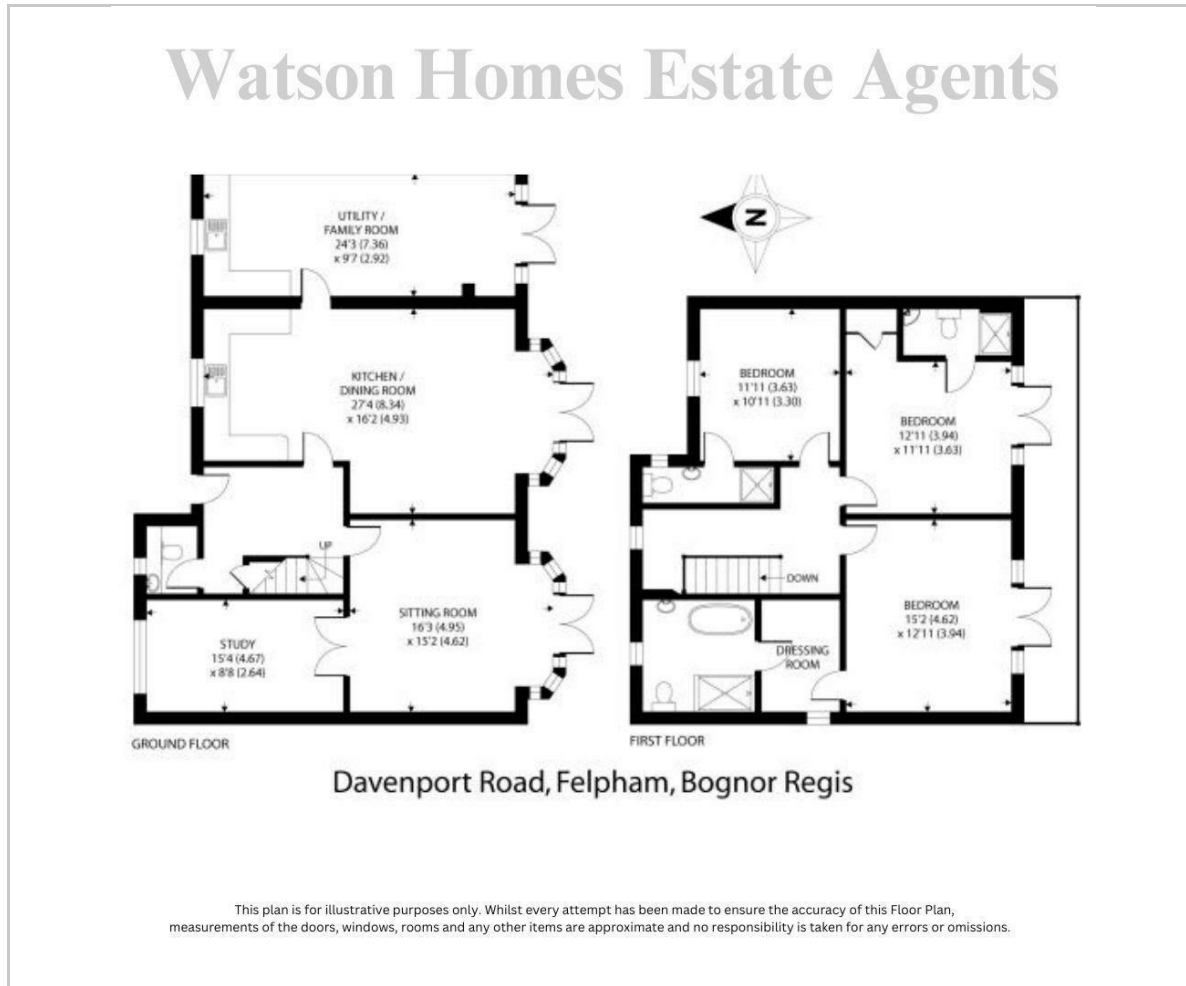 Watson Homes Estate Agents
UTILITY /
FAMILY ROOM
24'3 (7.36)
x 9'7 (2.92)
KITCHEN /
DINING ROOM
27'4 (8.34)
x 16'2 (4.93)
UP
SITTING ROOM
16'3 (4.95)
x 15'2 (4.62)
STUDY
15'4 (4.67)
x 8'8 (2.64)
GROUND FLOOR
N
BEDROOM
11'11 (3.63)
x 10'11 (3.30)
BEDROOM
12'11 (3.94)
x 11'11 (3.63)
DOWN
BEDROOM
15'2 (4.62)
x 12'11 (3.94)
DRESSING
ROOM
FIRST FLOOR
Davenport Road, Felpham, Bognor Regis
This plan is for illustrative purposes only. Whilst every attempt has been made to ensure the accuracy of this Floor Plan,
measurements of the doors, windows, rooms and any other items are approximate and no responsibility is taken for any errors or omissions.